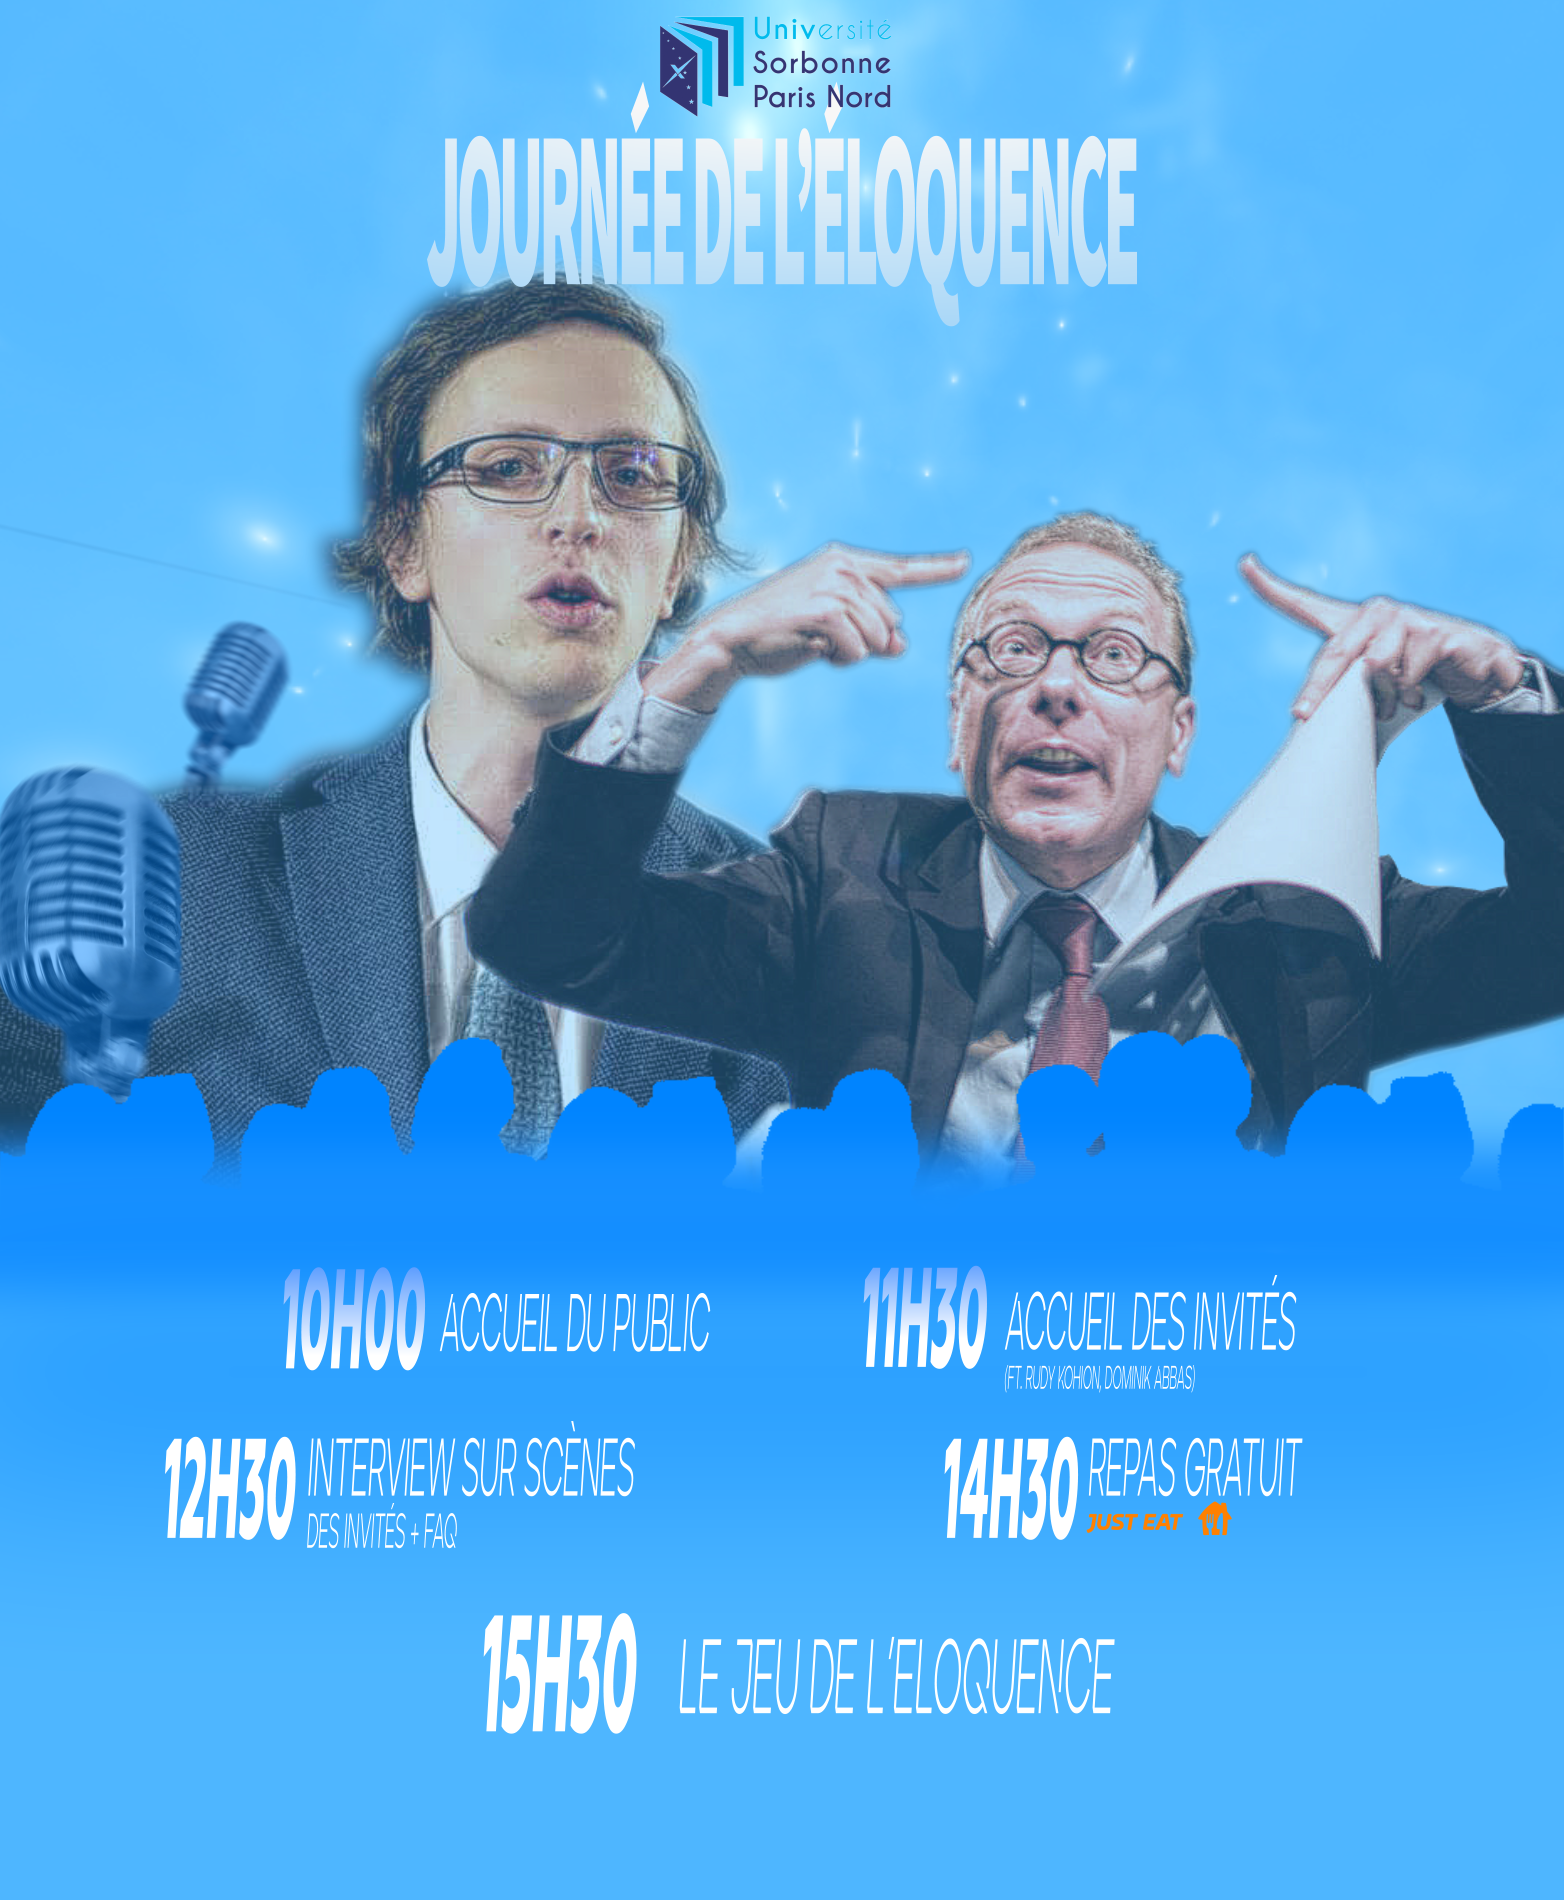 Université
Sorbonne
Paris Nord
JOURNÉE DE L'ÉLOQUENCE
10H00 ACCUEIL DU PUBLIC
11H30 ACCUEIL DES INVITÉS
(FT. RUDY KOHION, DOMINIK ABBAS)
12H30 INTERVIEW SUR SCÈNES
DES INVITÉS + FAQ
14H30 REPAS GRATUIT
JUST EAT
15H30 LE JEU DE L'ELOQUENCE